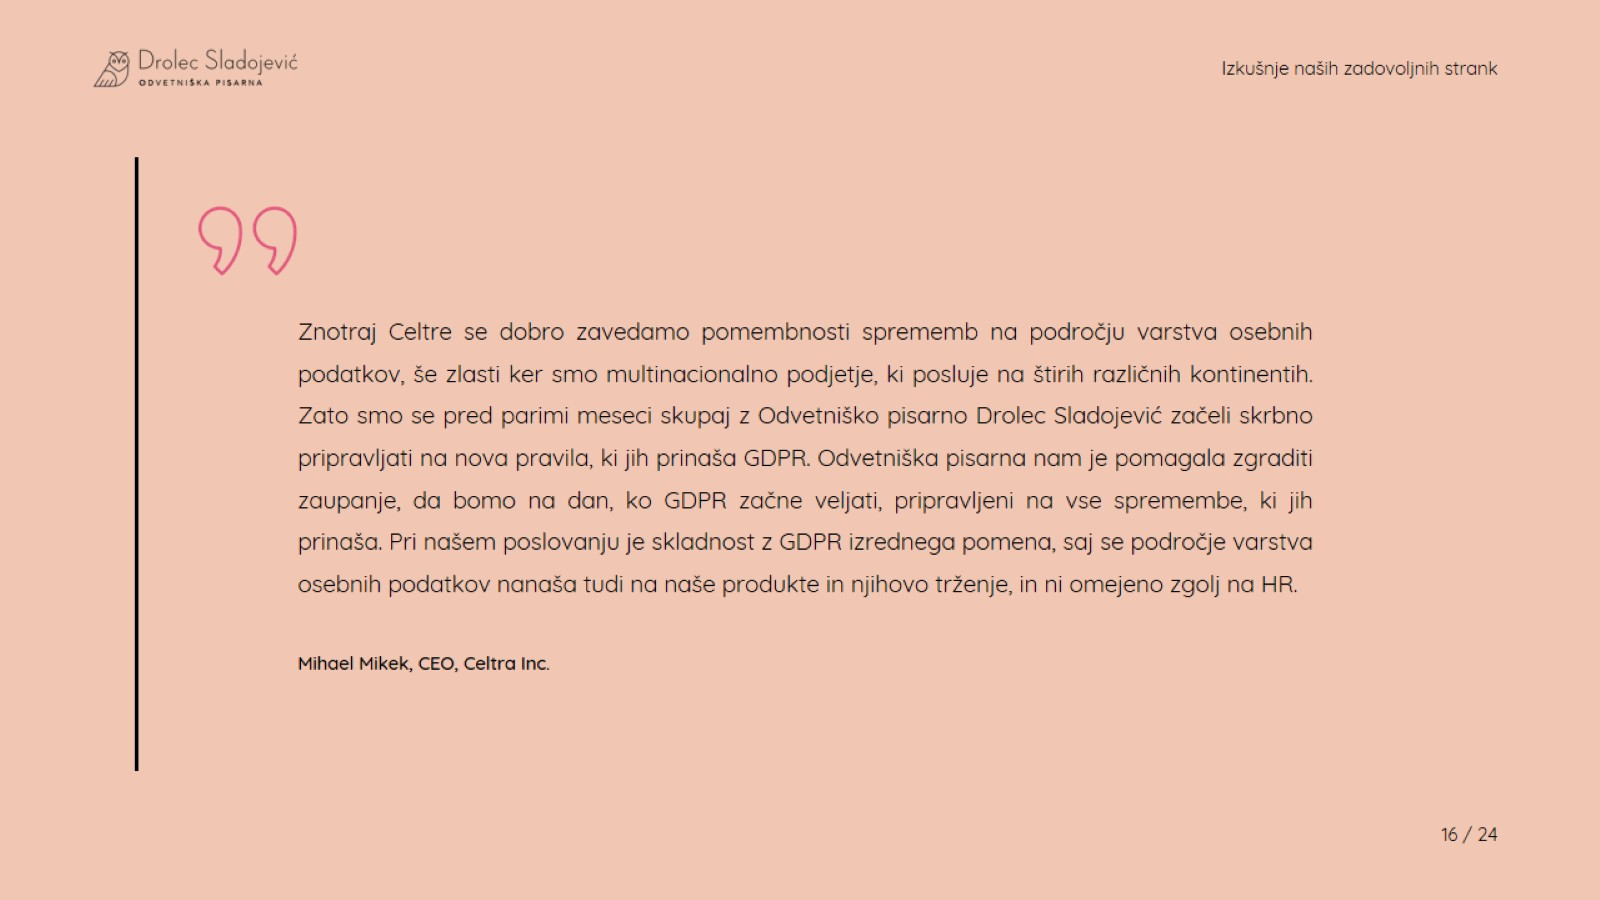 Drolec Sladojević
ODVETNIŠKA PISARNA
Izkušnje naših zadovoljnih strank
Znotraj Celtre se dobro zavedamo pomembnosti sprememb na področju varstva osebnih
podatkov, še zlasti ker smo multinacionalno podjetje, ki posluje na štirih različnih kontinentih.
Zato smo se pred parimi meseci skupaj z Odvetniško pisarno Drolec Sladojević začeli skrbno
pripravljati na nova pravila, ki jih prinaša GDPR. Odvetniška pisarna nam je pomagala zgraditi
zaupanje, da bomo na dan, ko GDPR začne veljati, pripravljeni na vse spremembe, ki jih
prinaša. Pri našem poslovanju je skladnost z GDPR izrednega pomena, saj se področje varstva
osebnih podatkov nanaša tudi na naše produkte in njihovo trženje, in ni omejeno zgolj na HR.
Mihael Mikek, CEO, Celtra Inc.
16 / 24